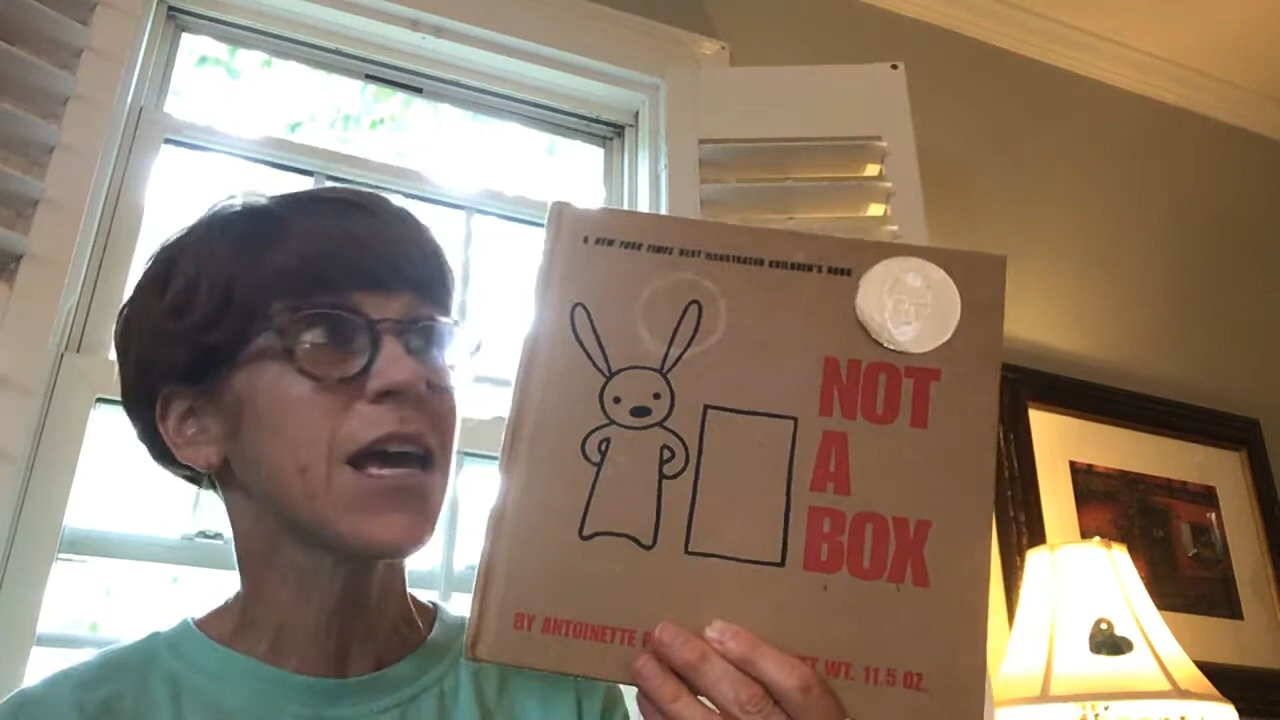 A NEW YORK TIMES BEST ILLUSTRATED CHILDREN'S BOOK
NOT
A
BOX
BY ANTOINETTE
WT. 11.5 OZ.